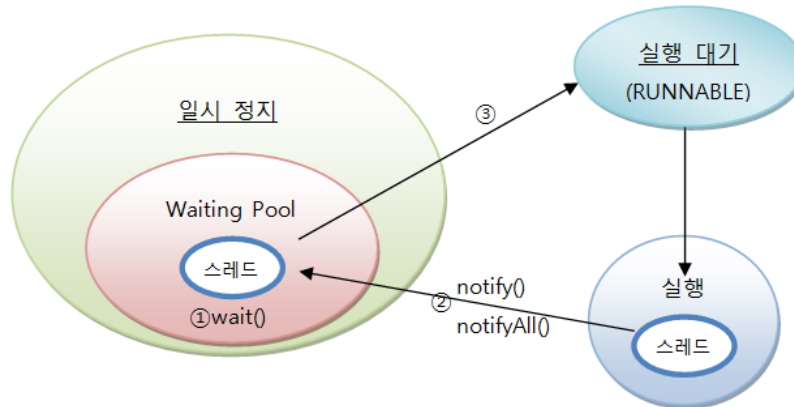 일시 정지
Waiting Pool
스레드
①wait()
③
실행 대기
(RUNNABLE)
② notify()
notifyAll()
실행
스레드